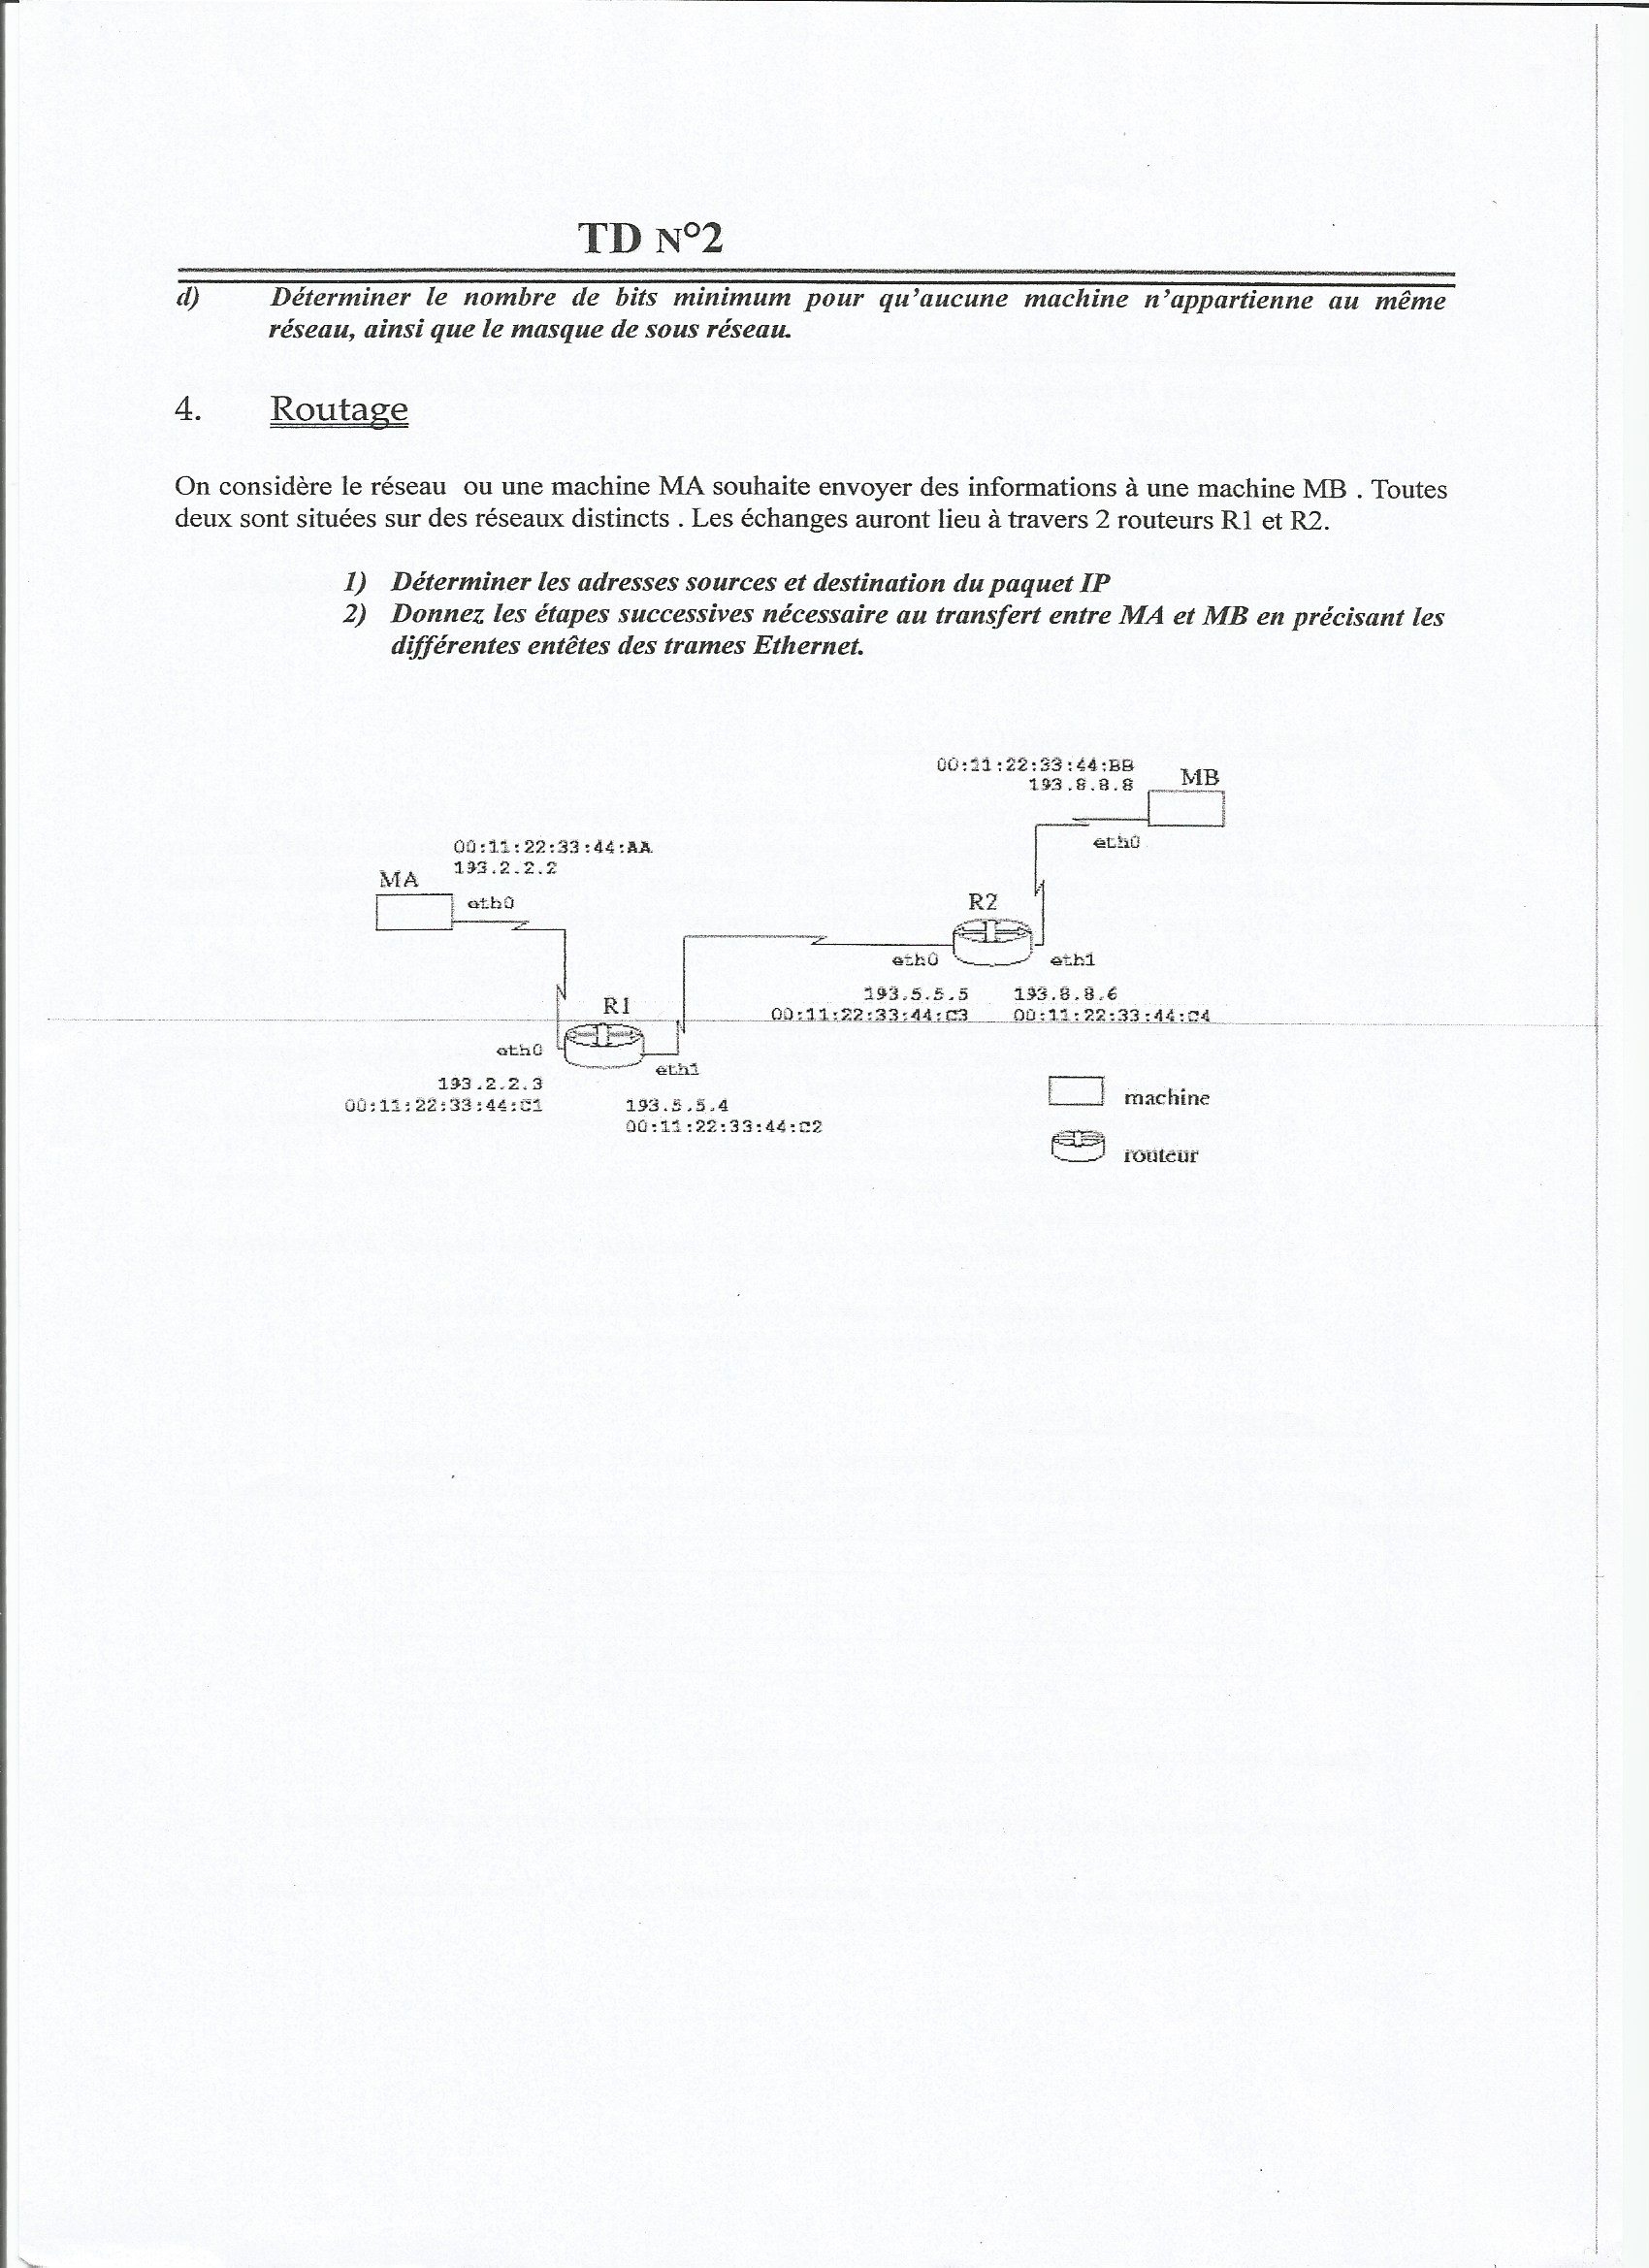 TD N°2
d) Déterminer le nombre de bits minimum pour qu'aucune machine n'appartienne au même
réseau, ainsi que le masque de sous réseau.
4. Routage
On considère le réseau ou une machine MA souhaite envoyer des informations à une machine MB . Toutes
deux sont situées sur des réseaux distincts . Les échanges auront lieu à travers 2 routeurs R1 et R2.
1) Déterminer les adresses sources et destination du paquet IP
2) Donnez les étapes successives nécessaire au transfert entre MA et MB en précisant les
différentes entêtes des trames Ethernet.
00:11:22:33:44:BB
193.8.8.8
MB
eth0
00:11:22:33:44:AA
193.2.2.2
MA
eth0
R2
eth0
eth1
193.5.5.5
193.8.8.6
00:11:22:33:44:C3
00:11:22:33:44:C4
R1
eth0
eth1
193.2.2.3
00:11:22:33:44:C1
193.5.5.4
00:11:22:33:44:C2
machine
routeur